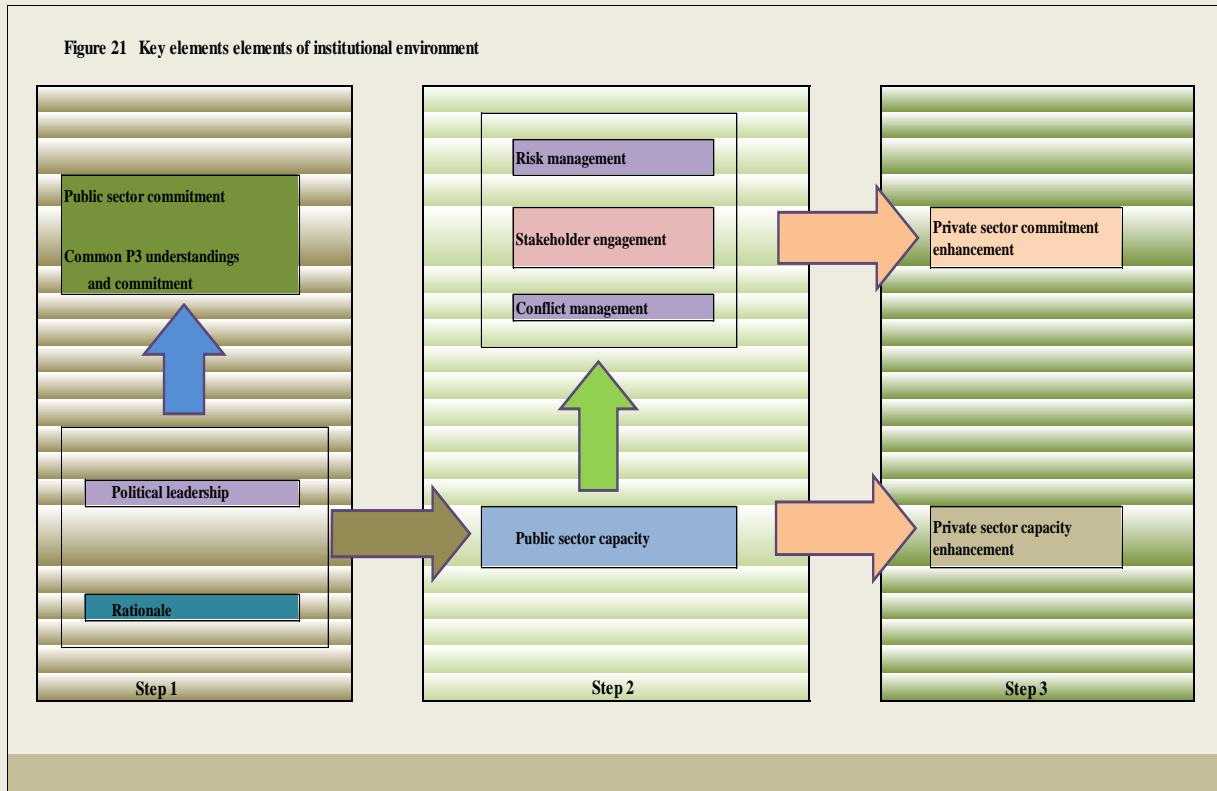 Figure 21 Key elements elements of institutional environment
Public sector commitment
Common P3 understandings
and commitment
Political leadership
Rationale
Step 1
Risk management
Stakeholder engagement
Conflict management
Public sector capacity
Step 2
Private sector commitment
enhancement
Private sector capacity
enhancement
Step 3